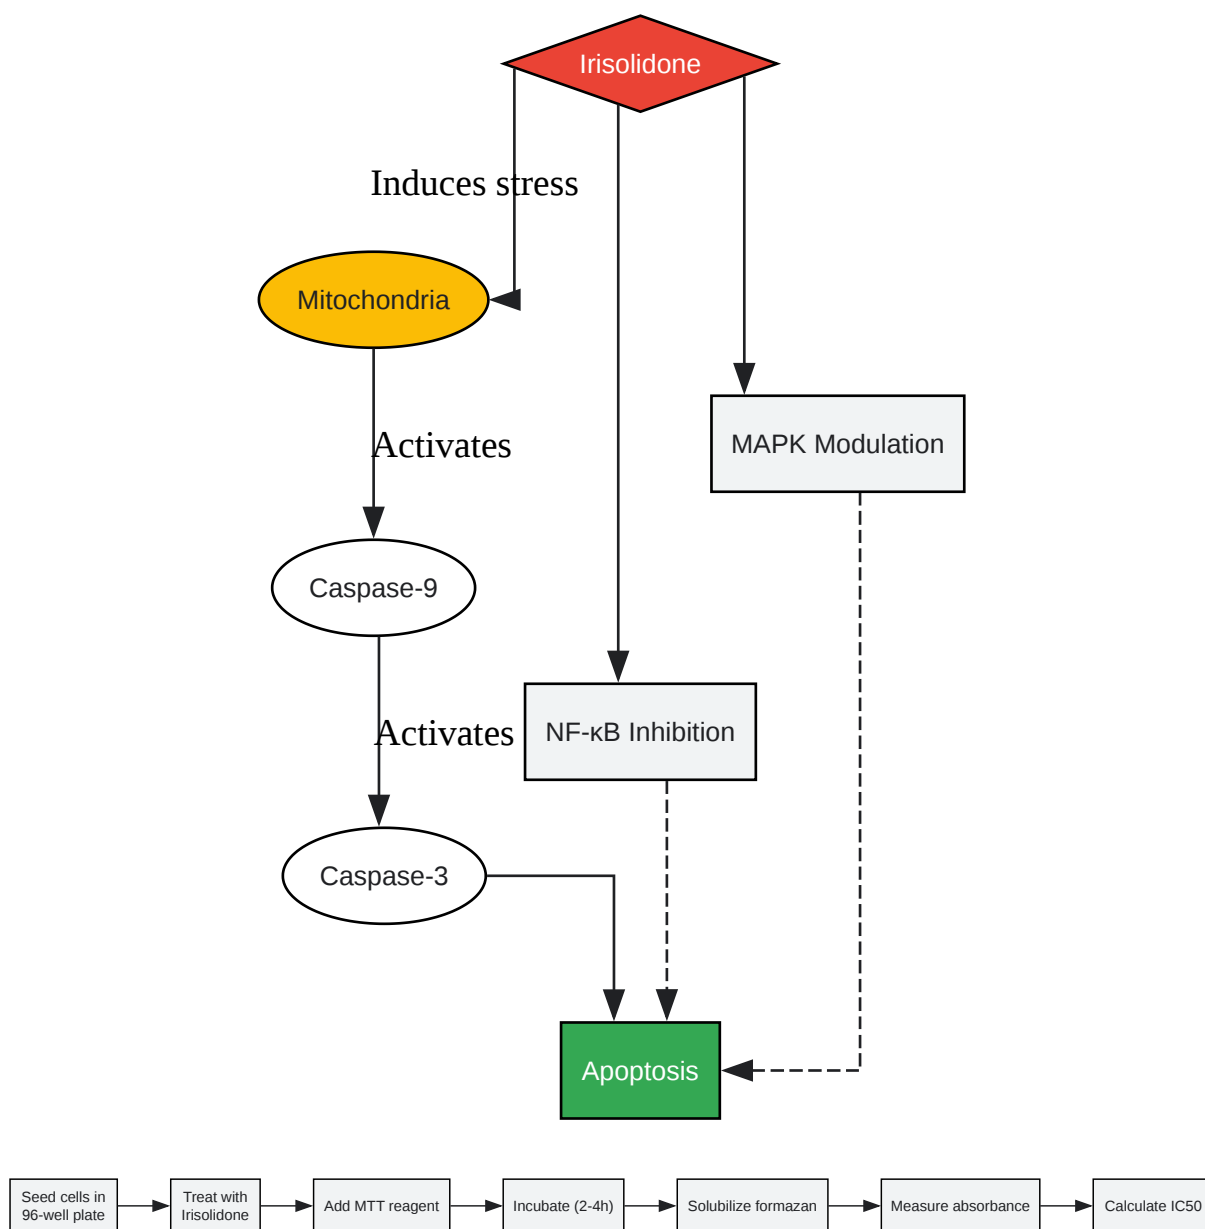 Irisolidone
Induces stress
Mitochondria
Activates
MAPK Modulation
Caspase-9
Activates
NF-κB Inhibition
Caspase-3
Apoptosis
Seed cells in
96-well plate
Treat with
Irisolidone
Add MTT reagent
Incubate (2-4h)
Solubilize formazan
Measure absorbance
Calculate IC50